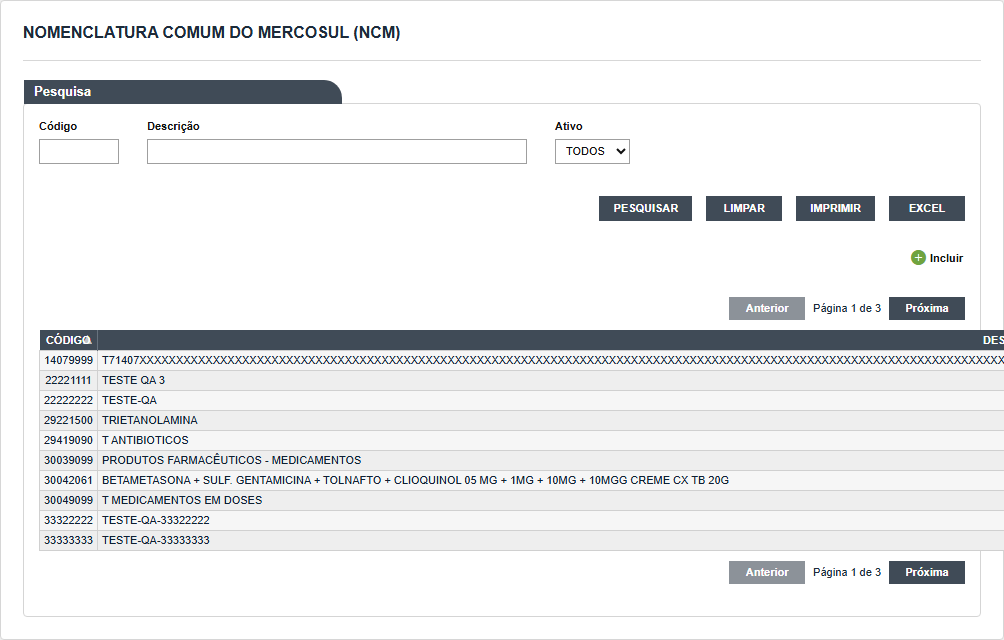 NOMENCLATURA COMUM DO MERCOSUL (NCM)
Pesquisa
Código Descrição Ativo
TODOS
PESQUISAR LIMPAR IMPRIMIR EXCEL
Incluir
Anterior Página 1 de 3 Próxima
CÓDIGO DES
14079999
22221111 TESTE QA 3
22222222 TESTE-QA
29221500 TRIETANOLAMINA
29419090 T ANTIBIOTICOS
30039099 PRODUTOS FARMACÊUTICOS - MEDICAMENTOS
30042061 BETAMETASONA + SULF. GENTAMICINA + TOLNAFTO + CLIOQUINOL 05 MG + 1MG + 10MG + 10MGG CREME CX TB 20G
30049099 T MEDICAMENTOS EM DOSES
33322222 TESTE-QA-33322222
33333333 TESTE-QA-33333333
Anterior Página 1 de 3 Próxima